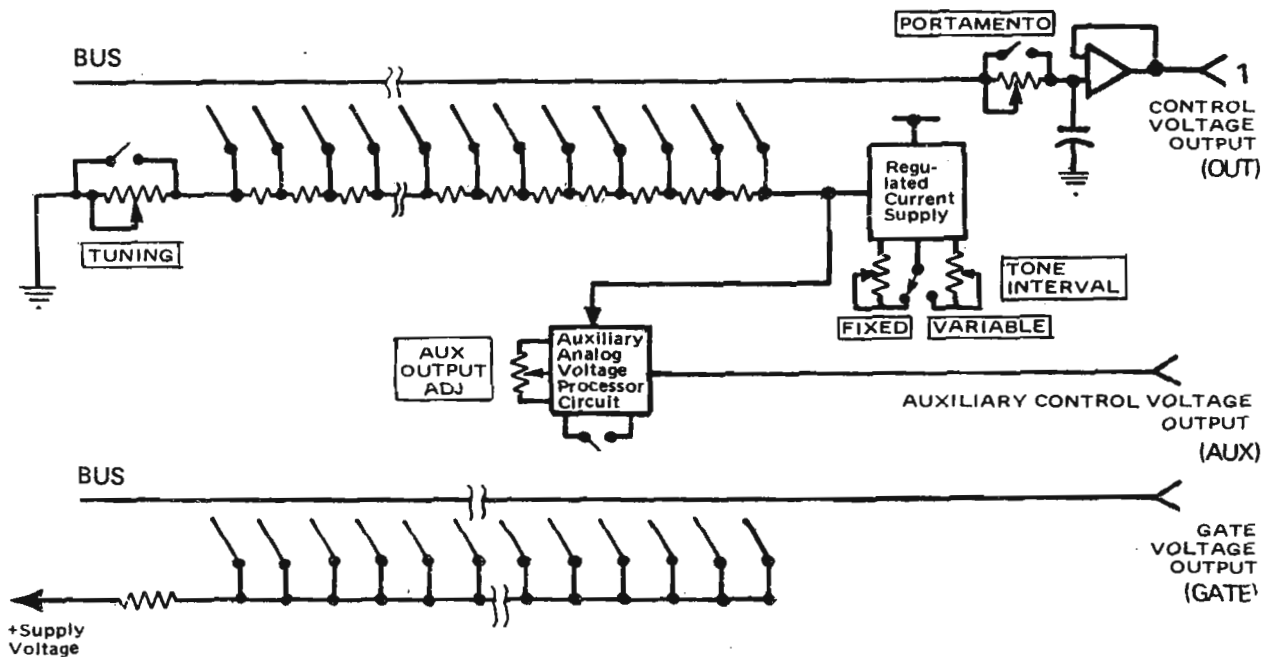 PORTAMENTO
BUS
1
CONTROL
VOLTAGE
OUTPUT
(OUT)
Regu-
lated
Current
Supply
TUNING
TONE
INTERVAL
FIXED
VARIABLE
AUX
OUTPUT
ADJ
Auxiliary
Analog
Voltage
Processor
Circuit
AUXILIARY CONTROL VOLTAGE
OUTPUT
(AUX)
BUS
GATE
VOLTAGE
OUTPUT
(GATE)
+Supply
Voltage